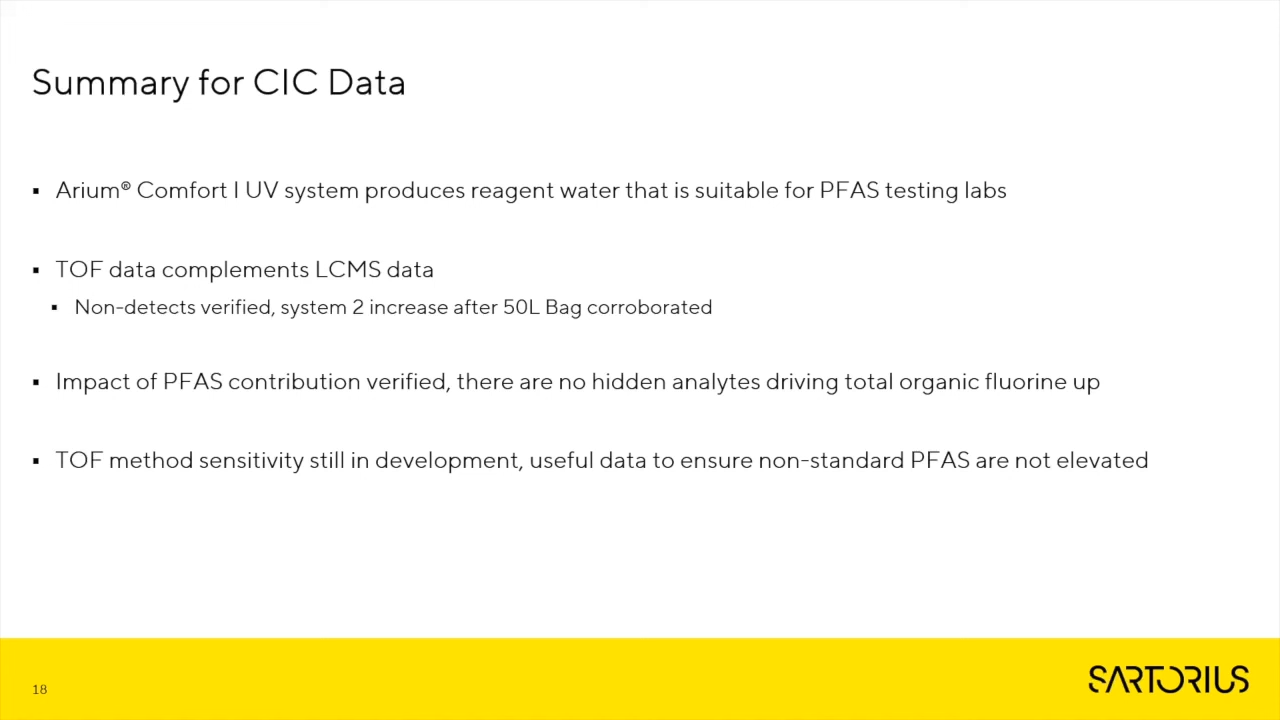 Summary for CIC Data
▪ Arium® Comfort I UV system produces reagent water that is suitable for PFAS testing labs
▪ TOF data complements LCMS data
▪ Non-detects verified, system 2 increase after 50L Bag corroborated
▪ Impact of PFAS contribution verified, there are no hidden analytes driving total organic fluorine up
▪ TOF method sensitivity still in development, useful data to ensure non-standard PFAS are not elevated
18
SARTORIUS